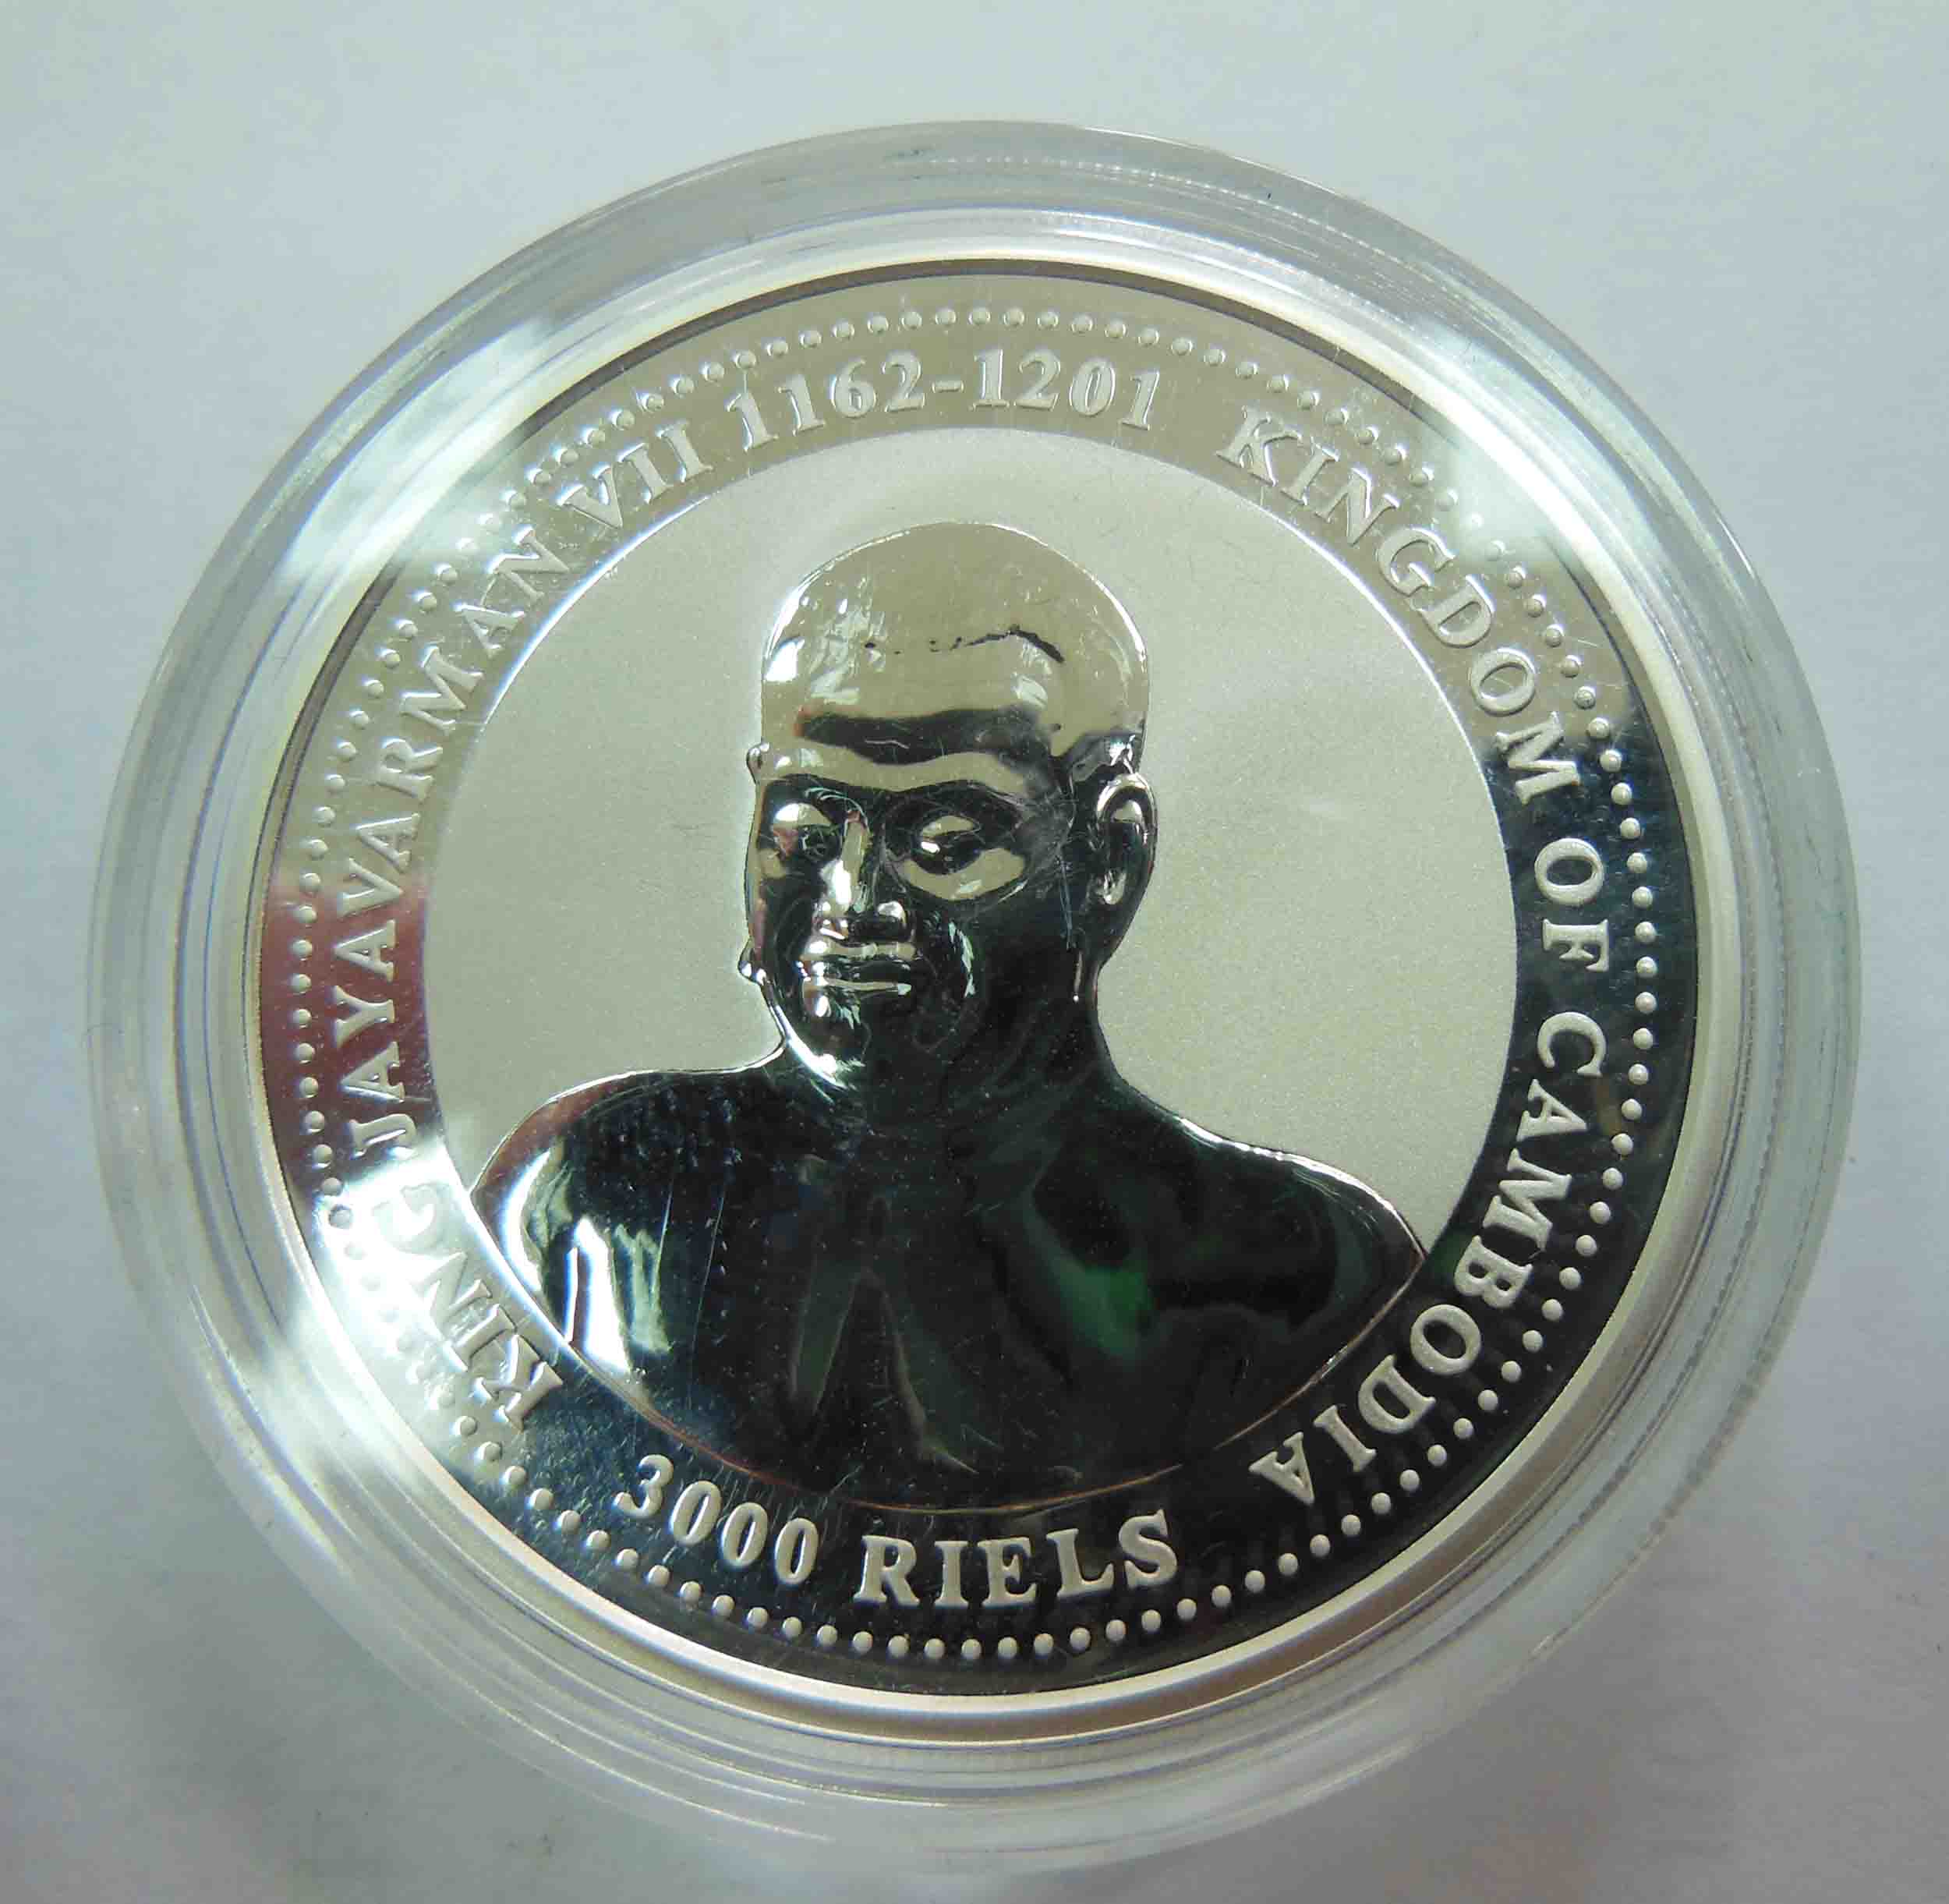 KING JAYAVARMAN VII 1162-1201
KINGDOM OF CAMBODIA
3000 RIELS